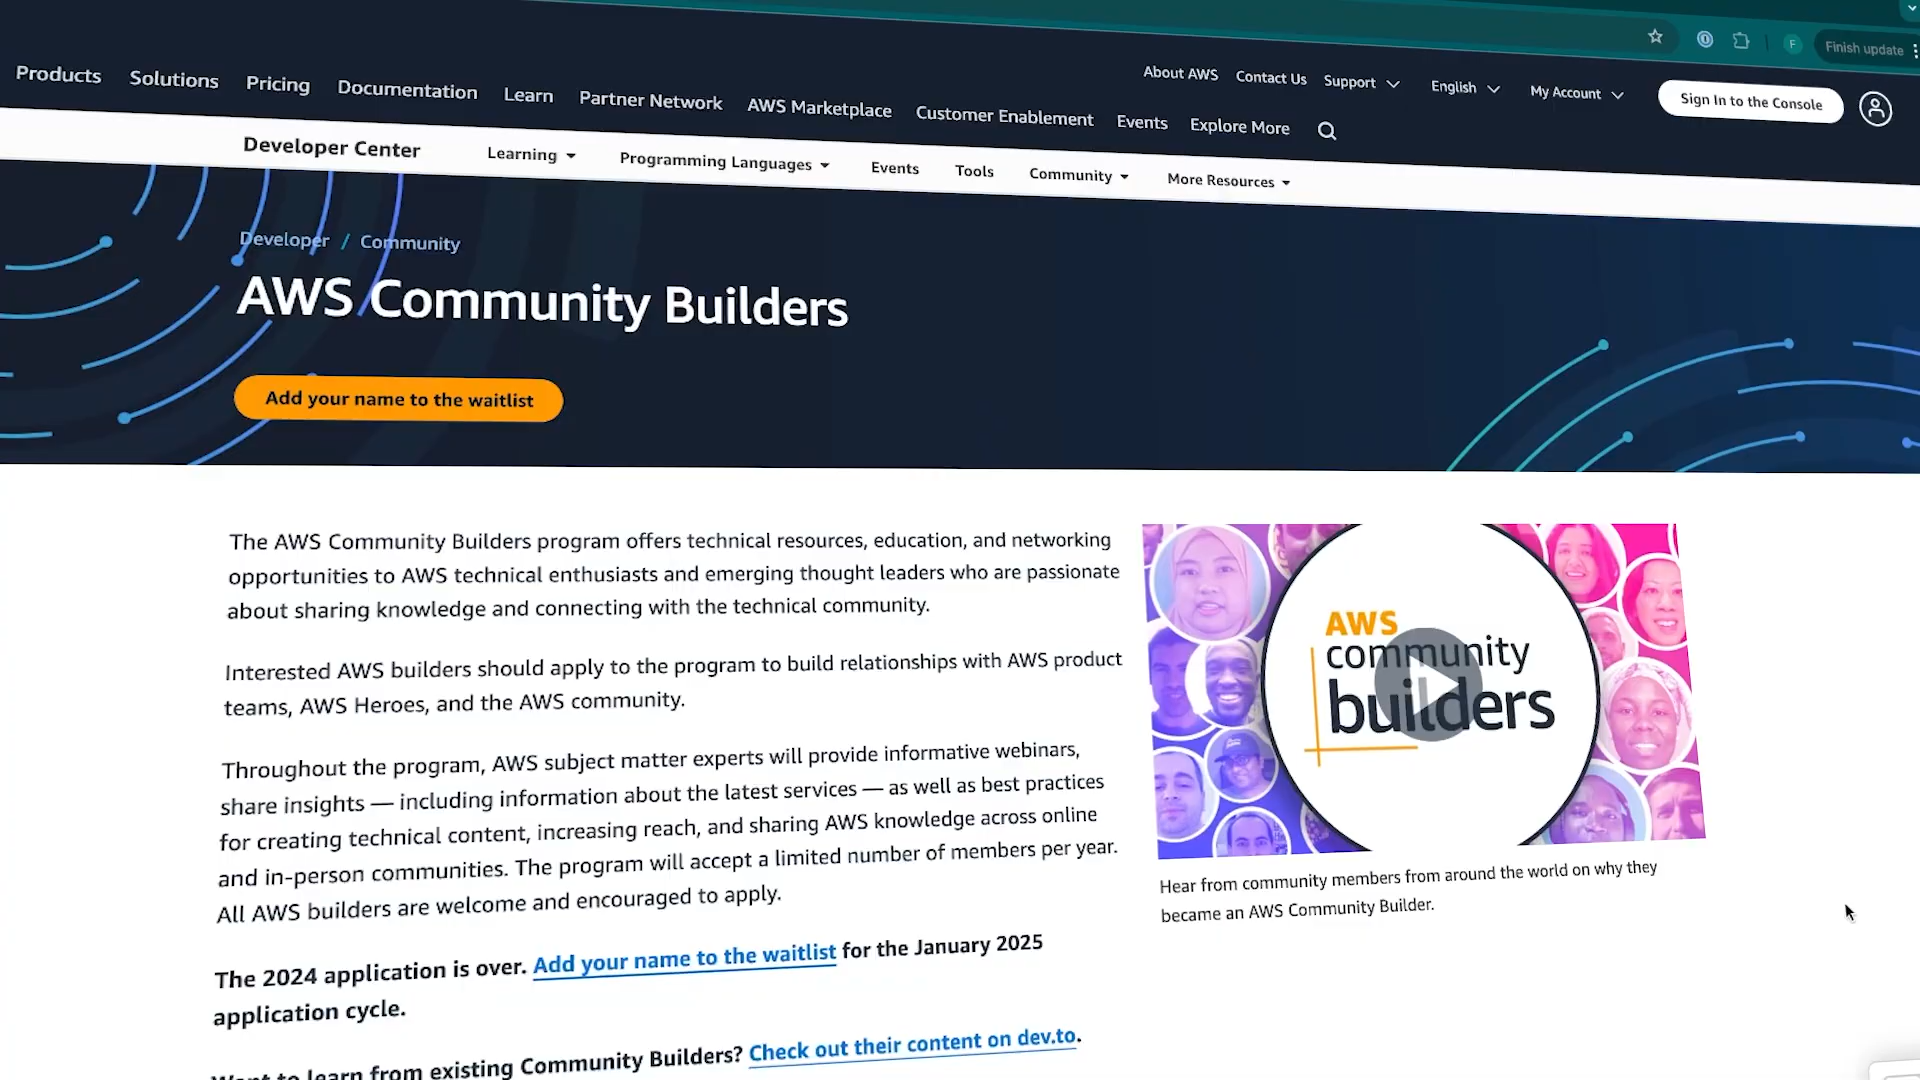 F
Finish update
Products Solutions Pricing Documentation Learn Partner Network AWS Marketplace Customer Enablement Events Explore More
About AWS Contact Us Support English My Account Sign In to the Console
Developer Center Learning Programming Languages Events Tools Community More Resources
Developer / Community
AWS Community Builders
Add your name to the waitlist
The AWS Community Builders program offers technical resources, education, and networking
opportunities to AWS technical enthusiasts and emerging thought leaders who are passionate
about sharing knowledge and connecting with the technical community.
Interested AWS builders should apply to the program to build relationships with AWS product
teams, AWS Heroes, and the AWS community.
Throughout the program, AWS subject matter experts will provide informative webinars,
share insights — including information about the latest services — as well as best practices
for creating technical content, increasing reach, and sharing AWS knowledge across online
and in-person communities. The program will accept a limited number of members per year.
All AWS builders are welcome and encouraged to apply.
The 2024 application is over. Add your name to the waitlist for the January 2025
application cycle.
Want to learn from existing Community Builders? Check out their content on dev.to.
AWS
community
builders
Hear from community members from around the world on why they
became an AWS Community Builder.